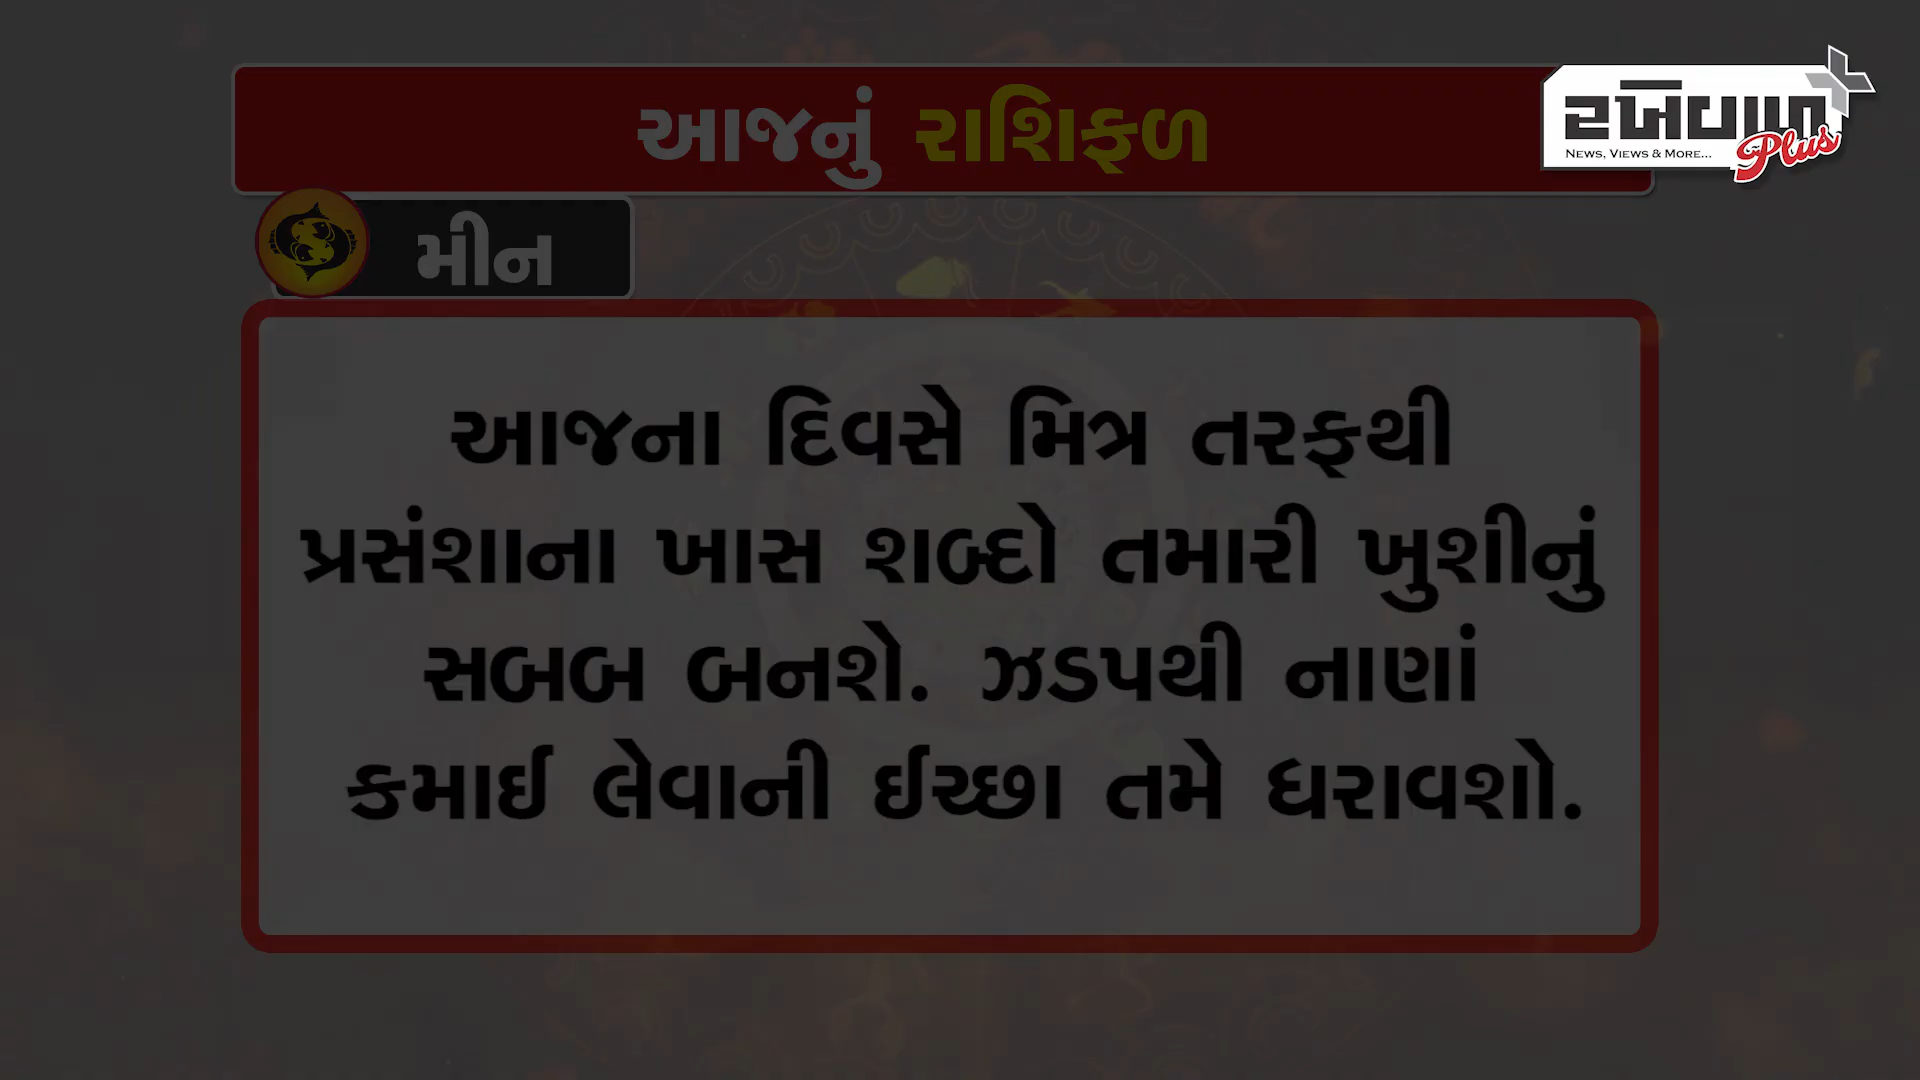 આજનું રાશિફળ
રખેવાળ
NEWS, VIEWS & MORE...
Plus
મીન
આજના દિવસે મિત્ર તરફથી
પ્રસંશાના ખાસ શબ્દો તમારી ખુશીનું
સબબ બનશે. ઝડપથી નાણાં
કમાઈ લેવાની ઈચ્છા તમે ધરાવશો.